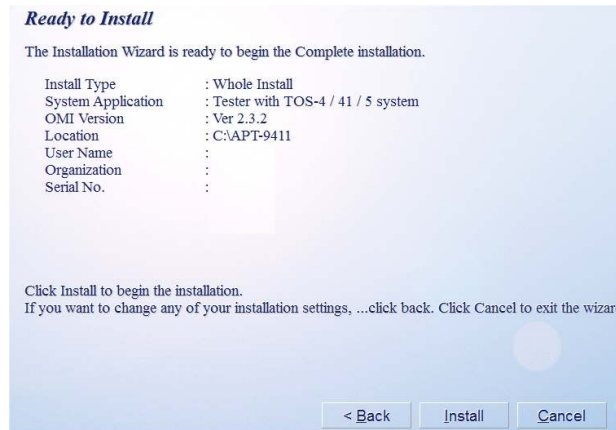 Ready to Install
The Installation Wizard is ready to begin the Complete installation.
Install Type : Whole Install
System Application : Tester with TOS-4 / 41 / 5 system
OMI Version : Ver 2.3.2
Location : C:\APT-9411
User Name :
Organization :
Serial No. :
Click Install to begin the installation.
If you want to change any of your installation settings, ...click back. Click Cancel to exit the wizar
< Back Install Cancel